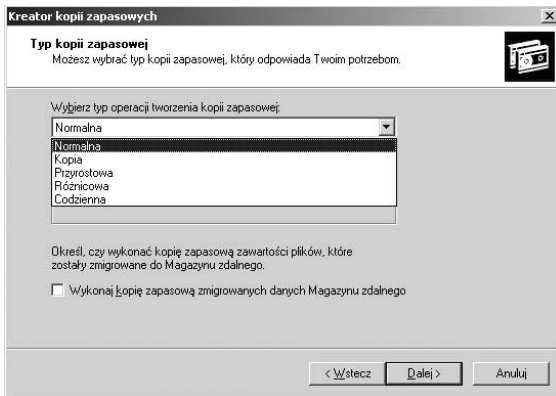 Kreator kopii zapasowych
Typ kopii zapasowej
Możesz wybrać typ kopii zapasowej, który odpowiada Twoim potrzebom.
Wybierz typ operacji tworzenia kopii zapasowej:
Normalna
Normalna
Kopia
Przyrostowa
Różnicowa
Codzienna
Określ, czy wykonać kopię zapasową zawartości plików, które
zostały zmigrowane do Magazynu zdalnego.
Wykonaj kopię zapasową zmigrowanych danych Magazynu zdalnego
< Wstecz
Dalej >
Anuluj